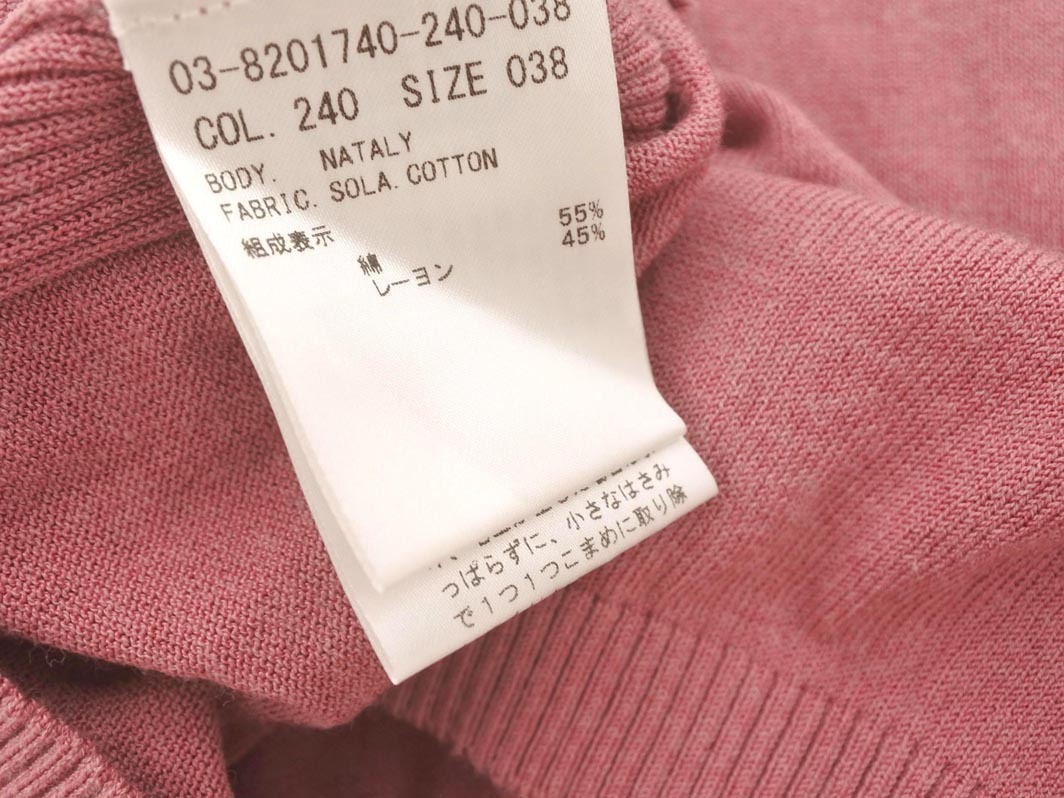 03-8201740-240-038
COL. 240 SIZE 038
BODY. NATALY
FABRIC. SOLA. COTTON
組成表示
綿 55%
レーヨン 45%
っぱらずに、小さなはさみ
で1つ1つこまめに取り除